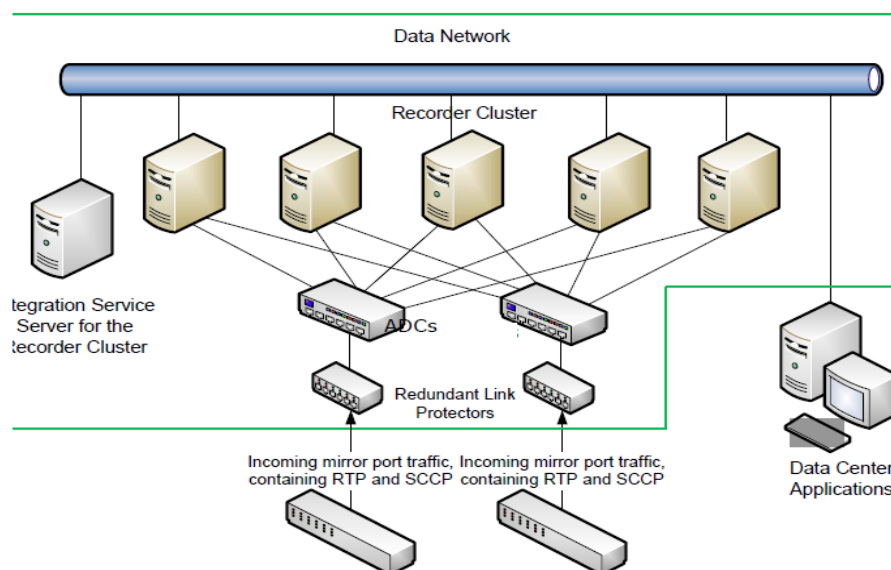 Data Network
Recorder Cluster
tegration Service
Server for the
Recorder Cluster
ADCs
Redundant Link
Protectors
Incoming mirror port traffic,
containing RTP and SCCP
Incoming mirror port traffic,
containing RTP and SCCP
Data Center
Applications